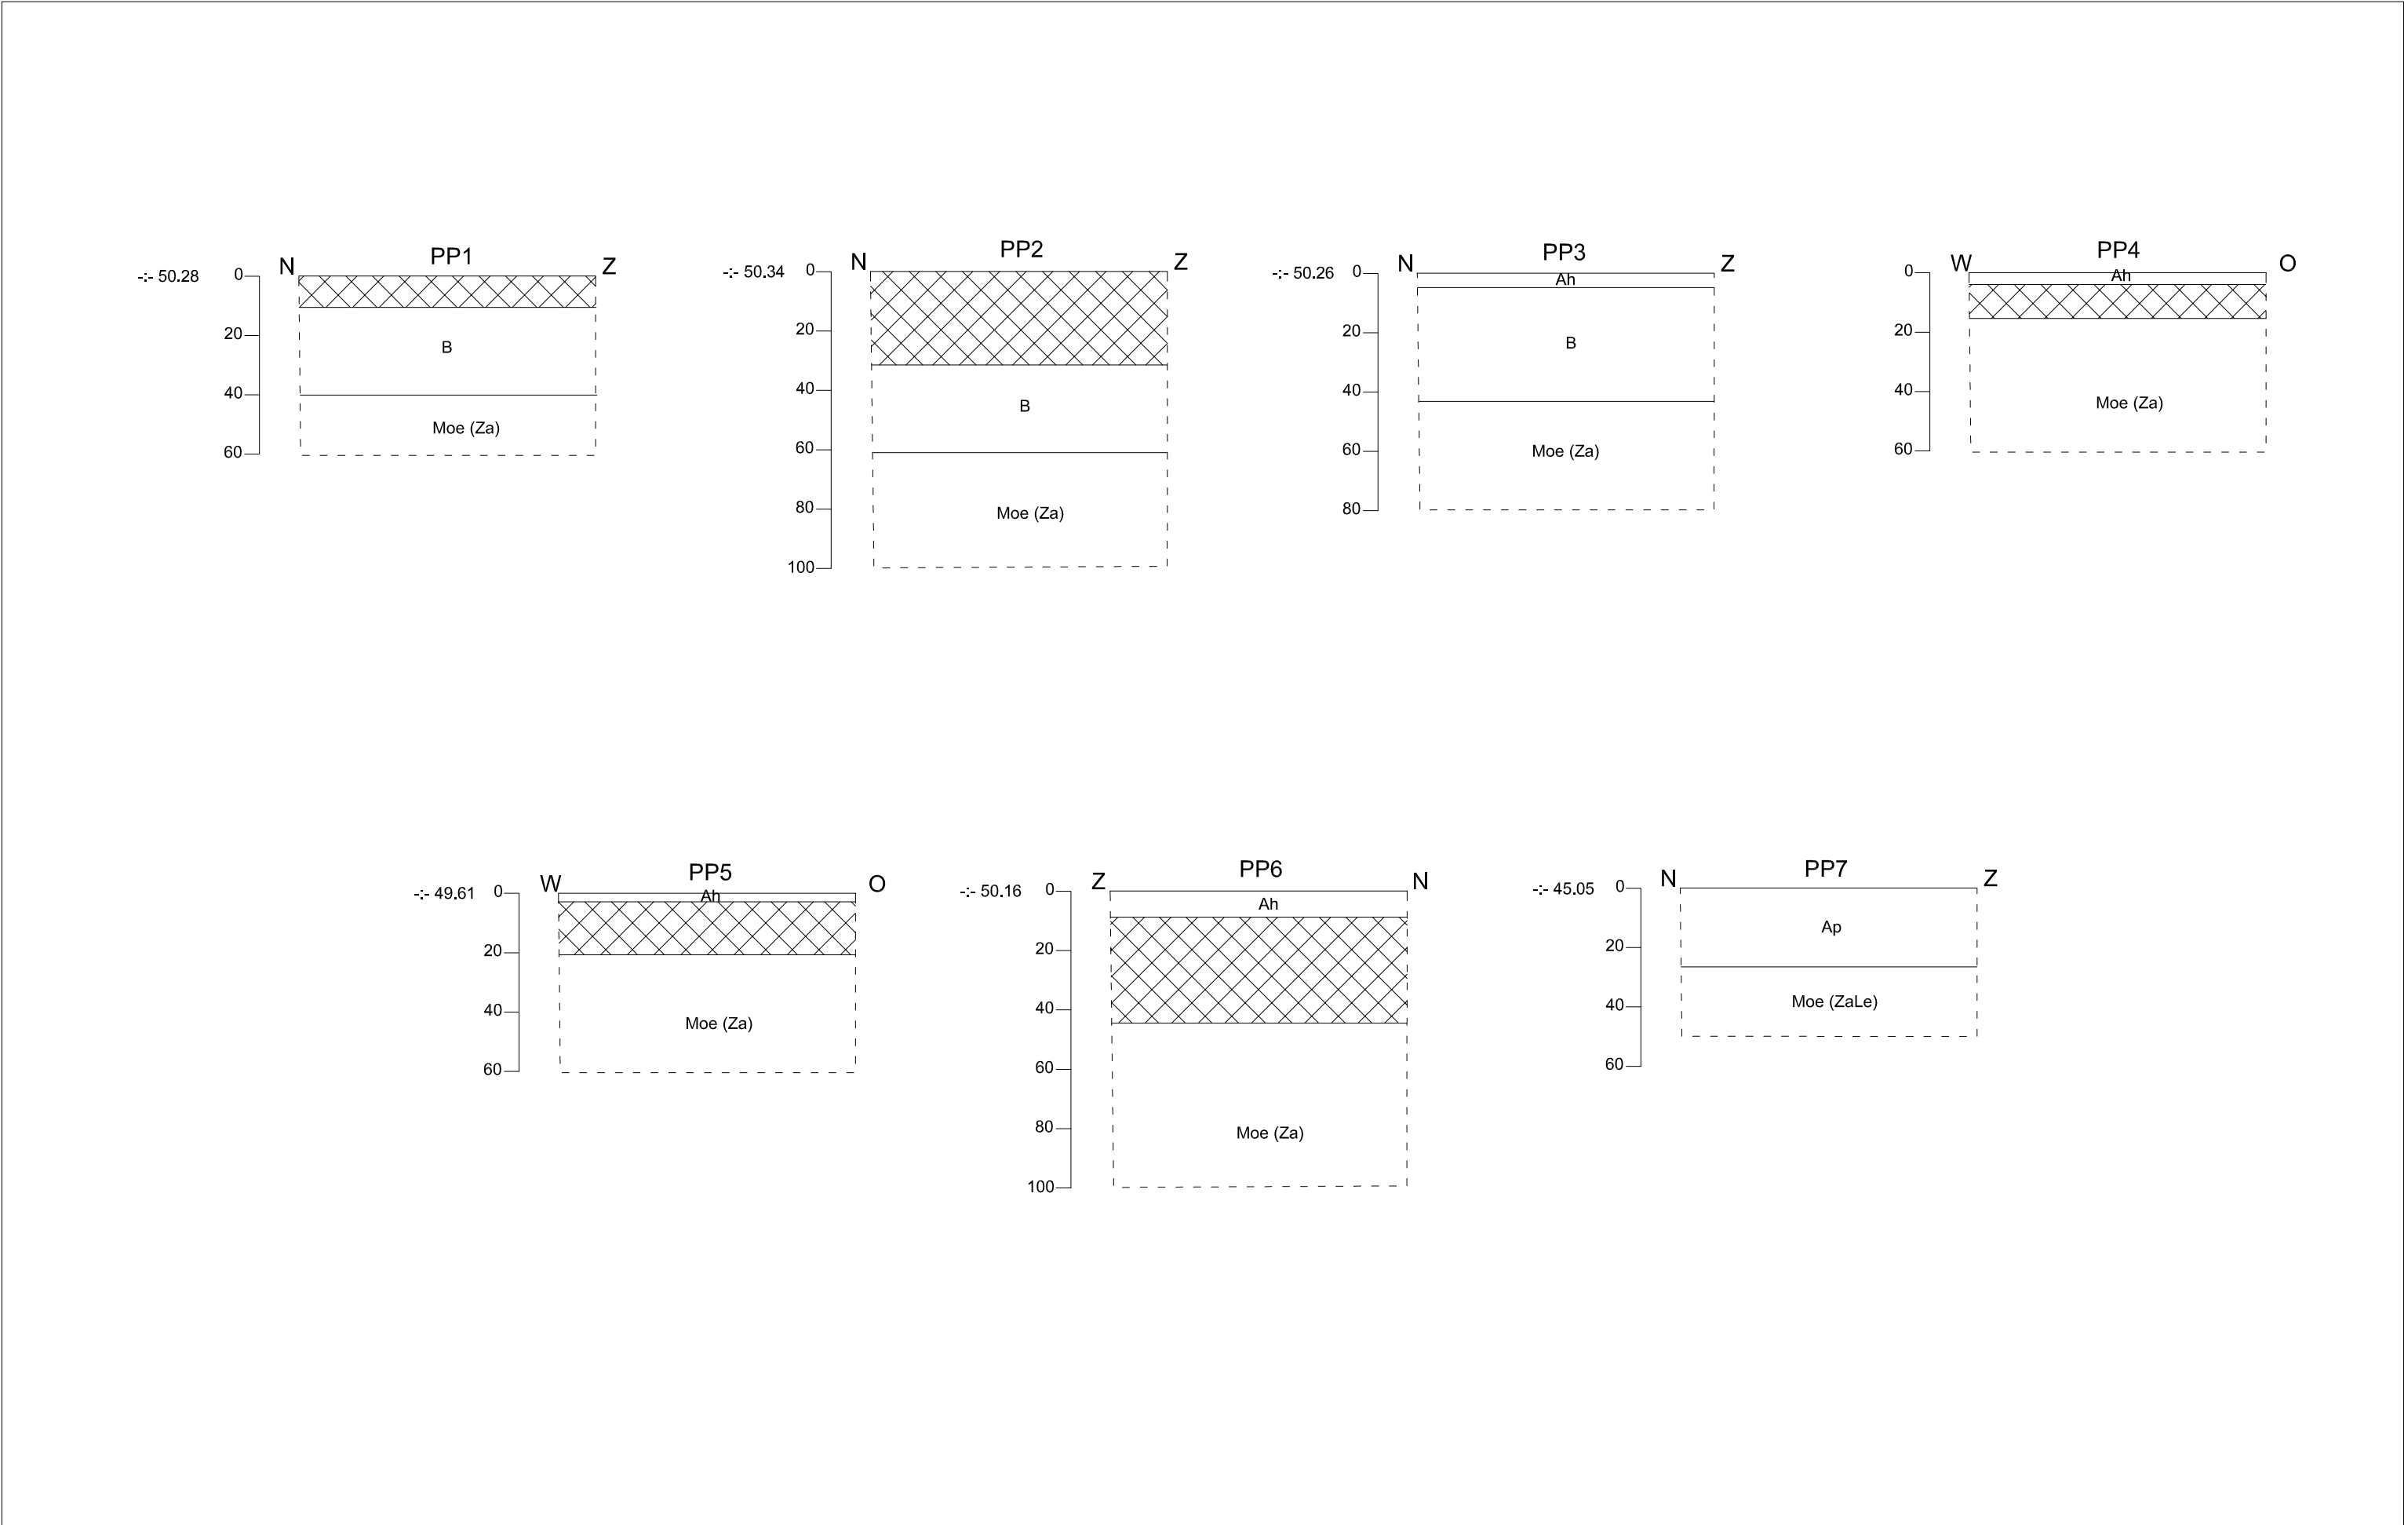 PP1
N Z
-:- 50.28
0
20
40
60
B
Moe (Za)
PP2
N Z
-:- 50.34
0
20
40
60
80
100
B
Moe (Za)
PP3
N Z
-:- 50.26
0
20
40
60
80
Ah
B
Moe (Za)
PP4
W O
0
20
40
60
Ah
Moe (Za)
PP5
W O
-:- 49.61
0
20
40
60
Ah
Moe (Za)
PP6
Z N
-:- 50.16
0
20
40
60
80
100
Ah
Moe (Za)
PP7
N Z
-:- 45.05
0
20
40
60
Ap
Moe (ZaLe)